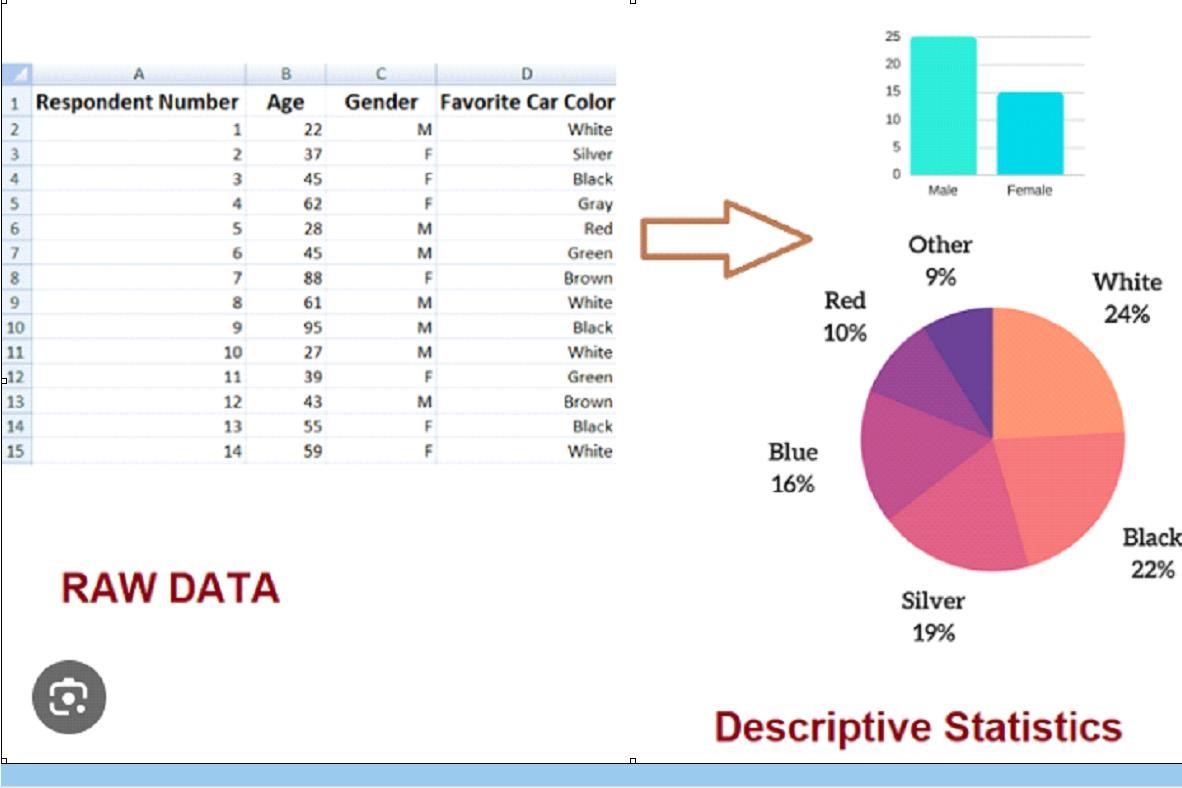 A B C D
1 Respondent Number Age Gender Favorite Car Color
2 1 22 M White
3 2 37 F Silver
4 3 45 F Black
5 4 62 F Gray
6 5 28 M Red
7 6 45 M Green
8 7 88 F Brown
9 8 61 M White
10 9 95 M Black
11 10 27 M White
12 11 39 F Green
13 12 43 M Brown
14 13 55 F Black
15 14 59 F White
RAW DATA
25
20
15
10
5
0
Male Female
Other
9%
White
24%
Red
10%
Blue
16%
Black
22%
Silver
19%
Descriptive Statistics